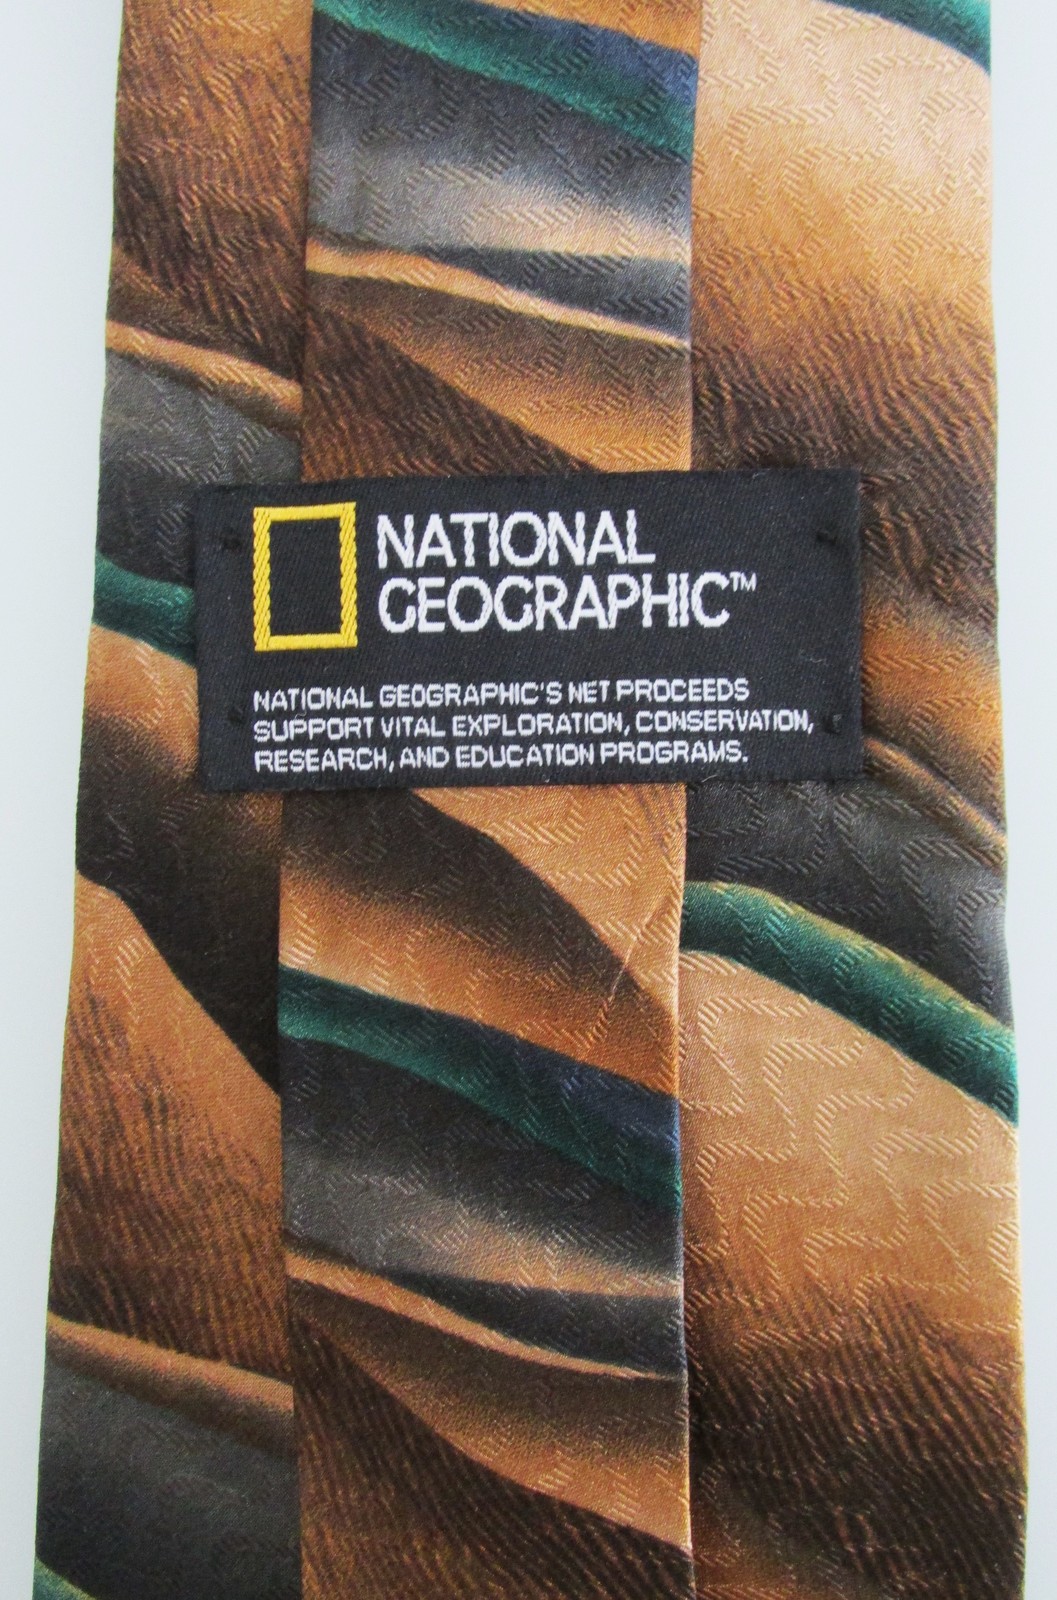 NATIONAL
GEOGRAPHIC™
NATIONAL GEOGRAPHIC'S NET PROCEEDS
SUPPORT VITAL EXPLORATION, CONSERVATION,
RESEARCH, AND EDUCATION PROGRAMS.